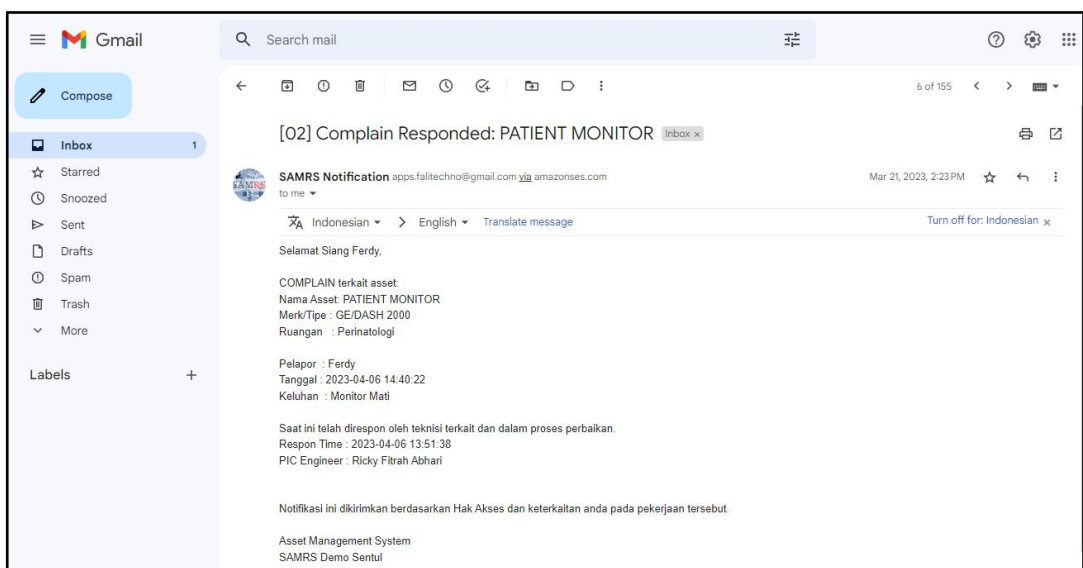 Gmail
Search mail
Compose
6 of 155
Inbox 1
Starred
Snoozed
Sent
Drafts
Spam
Trash
More
Labels +
[02] Complain Responded: PATIENT MONITOR Inbox x
SAMRS Notification apps.falitechno@gmail.com via amazonses.com Mar 21, 2023, 2:23 PM
to me
Indonesian > English Translate message Turn off for: Indonesian x
Selamat Siang Ferdy,
COMPLAIN terkait asset:
Nama Asset: PATIENT MONITOR
Merk/Tipe : GE/DASH 2000
Ruangan : Perinatologi
Pelapor : Ferdy
Tanggal : 2023-04-06 14:40:22
Keluhan : Monitor Mati
Saat ini telah direspon oleh teknisi terkait dan dalam proses perbaikan.
Respon Time : 2023-04-06 13:51:38
PIC Engineer : Ricky Fitrah Abhari
Notifikasi ini dikirimkan berdasarkan Hak Akses dan keterkaitan anda pada pekerjaan tersebut.
Asset Management System
SAMRS Demo Sentul